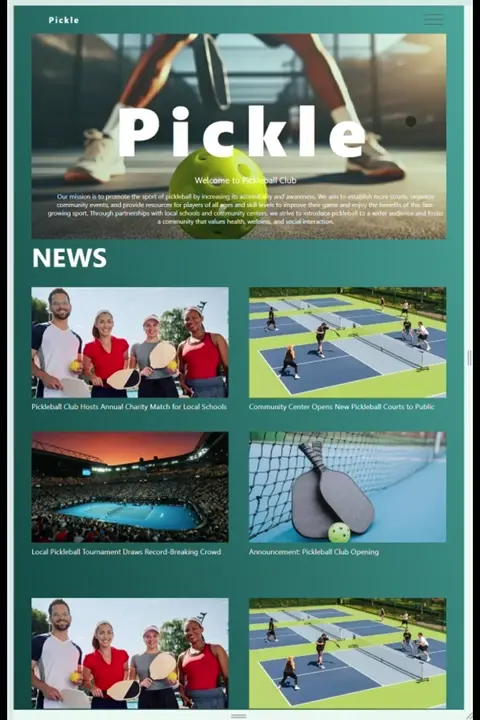 Pickle
Pickle
Welcome to Pickleball Club
Our mission is to promote the sport of pickleball by increasing its accessibility and awareness. We aim to establish more courts, organize
community events, and provide resources for players of all ages and skill levels to improve their game and enjoy the benefits of this fast-
growing sport. Through partnerships with local schools and community centers, we strive to introduce pickleball to a wider audience and foster
a community that values health, wellness, and social interaction.
NEWS
Pickleball Club Hosts Annual Charity Match for Local Schools
Community Center Opens New Pickleball Courts to Public
Local Pickleball Tournament Draws Record-Breaking Crowd
Announcement: Pickleball Club Opening